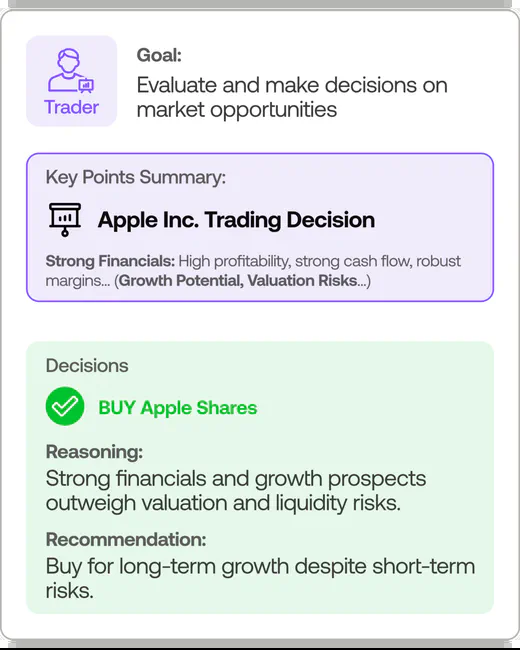 Trader
Goal:
Evaluate and make decisions on
market opportunities
Key Points Summary:
Apple Inc. Trading Decision
Strong Financials: High profitability, strong cash flow, robust
margins... (Growth Potential, Valuation Risks...)
Decisions
BUY Apple Shares
Reasoning:
Strong financials and growth prospects
outweigh valuation and liquidity risks.
Recommendation:
Buy for long-term growth despite short-term
risks.